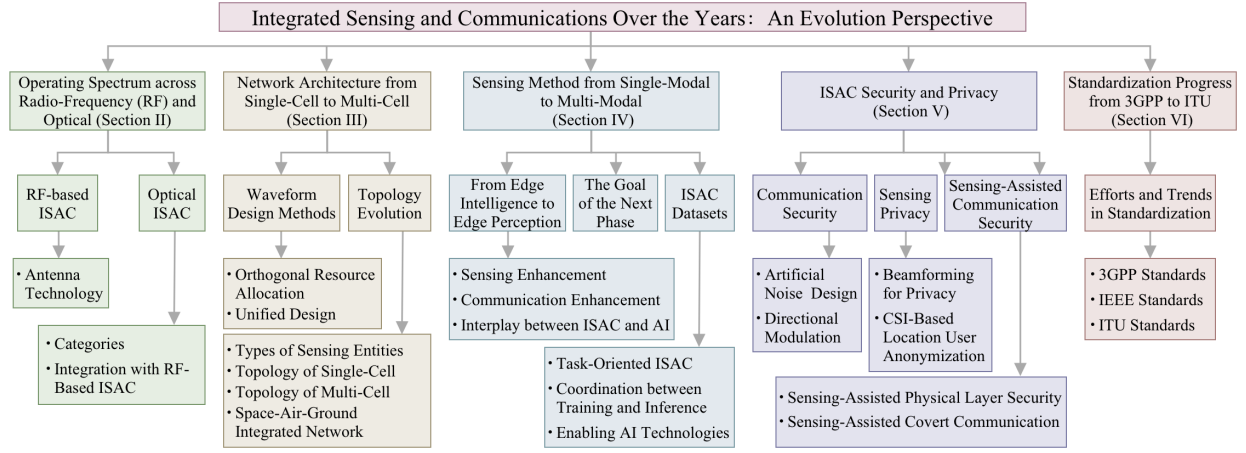 Integrated Sensing and Communications Over the Years: An Evolution Perspective
Operating Spectrum across
Radio-Frequency (RF) and
Optical (Section II)
Network Architecture from
Single-Cell to Multi-Cell
(Section III)
Sensing Method from Single-Modal
to Multi-Modal
(Section IV)
ISAC Security and Privacy
(Section V)
Standardization Progress
from 3GPP to ITU
(Section VI)
RF-based
ISAC
Optical
ISAC
Waveform
Design Methods
Topology
Evolution
From Edge
Intelligence to
Edge Perception
The Goal
of the Next
Phase
ISAC
Datasets
Communication
Security
Sensing
Privacy
Sensing-Assisted
Communication
Security
Efforts and Trends
in Standardization
• Antenna
Technology
• Categories
• Integration with RF-
Based ISAC
• Orthogonal Resource
Allocation
• Unified Design
• Types of Sensing Entities
• Topology of Single-Cell
• Topology of Multi-Cell
• Space-Air-Ground
Integrated Network
• Sensing Enhancement
• Communication Enhancement
• Interplay between ISAC and AI
• Task-Oriented ISAC
• Coordination between
Training and Inference
• Enabling AI Technologies
• Artificial
Noise Design
• Directional
Modulation
• Beamforming
for Privacy
• CSI-Based
Location User
Anonymization
• Sensing-Assisted Physical Layer Security
• Sensing-Assisted Covert Communication
• 3GPP Standards
• IEEE Standards
• ITU Standards